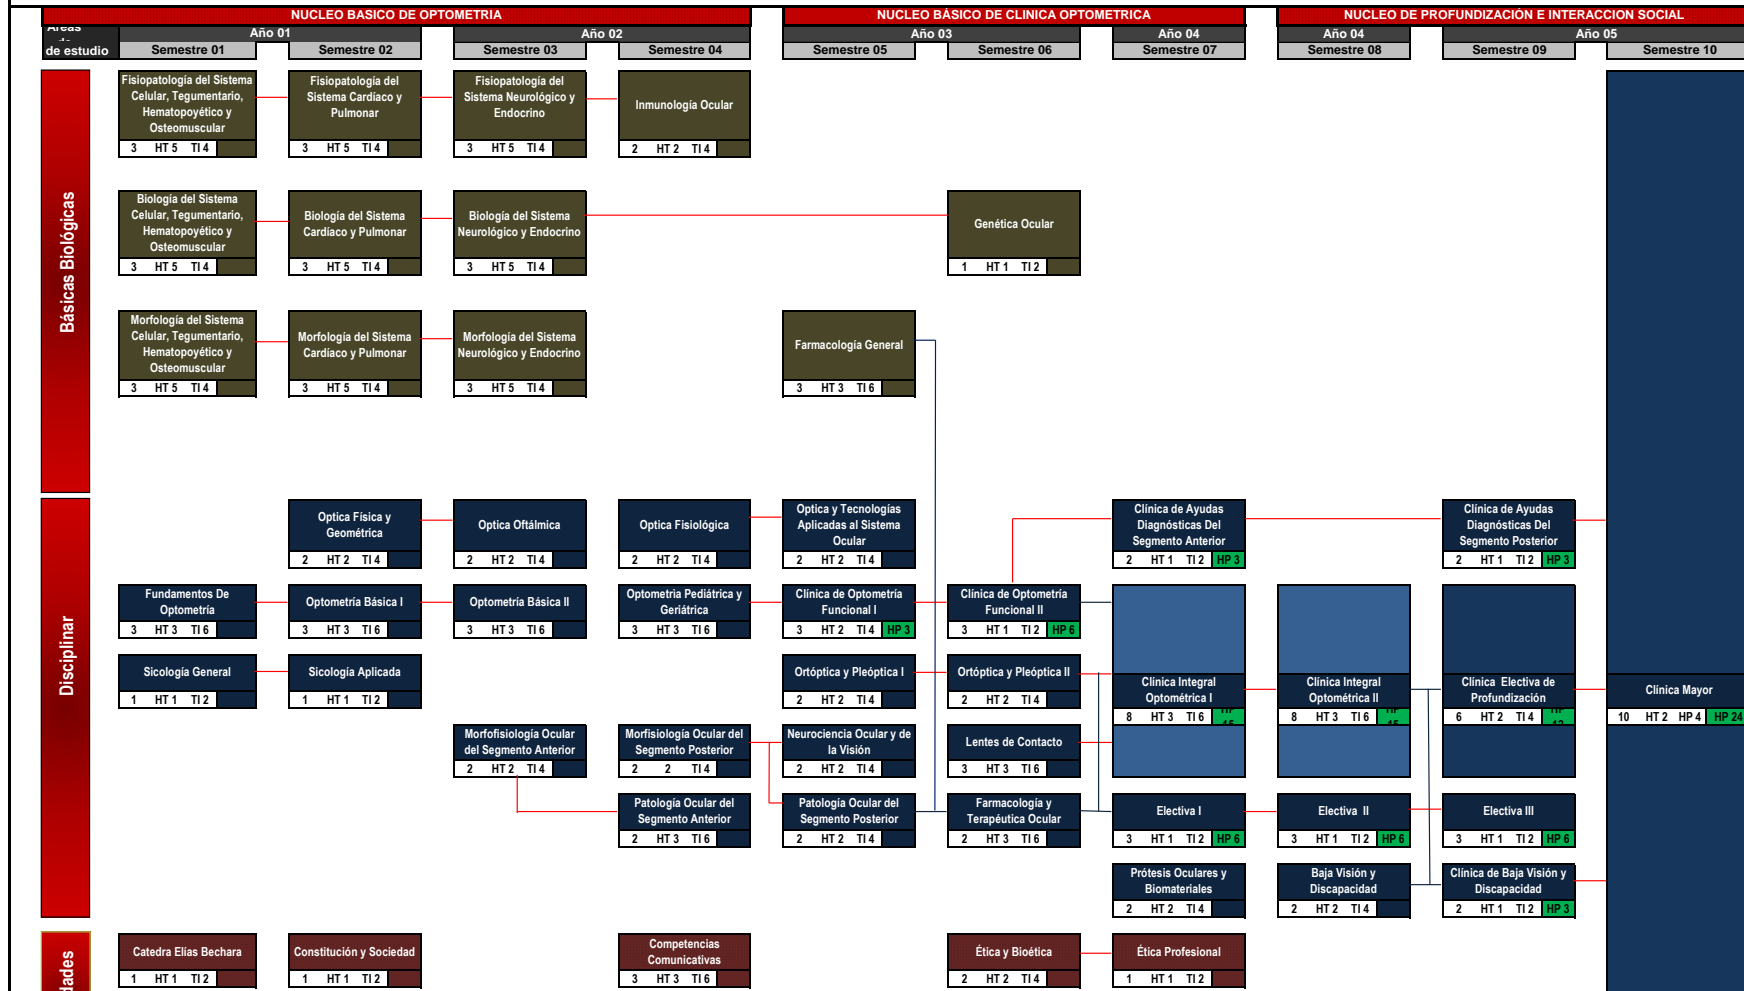 NUCLEO BASICO DE OPTOMETRIA
NUCLEO BÁSICO DE CLINICA OPTOMETRICA
NUCLEO DE PROFUNDIZACIÓN E INTERACCION SOCIAL
Areas
de estudio
Año 01
Año 02
Año 03
Año 04
Año 04
Año 05
Semestre 01
Semestre 02
Semestre 03
Semestre 04
Semestre 05
Semestre 06
Semestre 07
Semestre 08
Semestre 09
Semestre 10
Básicas Biológicas
Fisiopatología del Sistema
Celular, Tegumentario,
Hematopoyético y
Osteomuscular
3 HT 5 TI 4
Fisiopatología del
Sistema Cardíaco y
Pulmonar
3 HT 5 TI 4
Fisiopatología del
Sistema Neurológico y
Endocrino
3 HT 5 TI 4
Inmunología Ocular
2 HT 2 TI 4
Biología del Sistema
Celular, Tegumentario,
Hematopoyético y
Osteomuscular
3 HT 5 TI 4
Biología del Sistema
Cardíaco y Pulmonar
3 HT 5 TI 4
Biología del Sistema
Neurológico y Endocrino
3 HT 5 TI 4
Genética Ocular
1 HT 1 TI 2
Morfología del Sistema
Celular, Tegumentario,
Hematopoyético y
Osteomuscular
3 HT 5 TI 4
Morfología del Sistema
Cardíaco y Pulmonar
3 HT 5 TI 4
Morfología del Sistema
Neurológico y Endocrino
3 HT 5 TI 4
Farmacología General
3 HT 3 TI 6
Disciplinar
Optica Física y
Geométrica
2 HT 2 TI 4
Optica Oftálmica
2 HT 2 TI 4
Optica Fisiológica
2 HT 2 TI 4
Optica y Tecnologías
Aplicadas al Sistema
Ocular
2 HT 2 TI 4
Clínica de Ayudas
Diagnósticas Del
Segmento Anterior
2 HT 1 TI 2 HP 3
Clínica de Ayudas
Diagnósticas Del
Segmento Posterior
2 HT 1 TI 2 HP 3
Fundamentos De
Optometría
3 HT 3 TI 6
Optometría Básica I
3 HT 3 TI 6
Optometría Básica II
3 HT 3 TI 6
Optometria Pediátrica y
Geriátrica
3 HT 3 TI 6
Clínica de Optometría
Funcional I
3 HT 2 TI 4 HP 3
Clínica de Optometría
Funcional II
3 HT 1 TI 2 HP 6
Sicología General
1 HT 1 TI 2
Sicología Aplicada
1 HT 1 TI 2
Ortóptica y Pleóptica I
2 HT 2 TI 4
Ortóptica y Pleóptica II
2 HT 2 TI 4
Clínica Integral
Optométrica I
8 HT 3 TI 6
Clínica Integral
Optométrica II
8 HT 3 TI 6
Clínica Electiva de
Profundización
6 HT 2 TI 4
Clínica Mayor
10 HT 2 HP 4 HP 24
Morfofisiología Ocular
del Segmento Anterior
2 HT 2 TI 4
Morfisiología Ocular del
Segmento Posterior
2 2 TI 4
Neurociencia Ocular y de
la Visión
2 HT 2 TI 4
Lentes de Contacto
3 HT 3 TI 6
Patología Ocular del
Segmento Anterior
2 HT 3 TI 6
Patología Ocular del
Segmento Posterior
2 HT 2 TI 4
Farmacología y
Terapéutica Ocular
2 HT 3 TI 6
Electiva I
3 HT 1 TI 2 HP 6
Electiva II
3 HT 1 TI 2 HP 6
Electiva III
3 HT 1 TI 2 HP 6
Prótesis Oculares y
Biomateriales
2 HT 2 TI 4
Baja Visión y
Discapacidad
2 HT 2 TI 4
Clínica de Baja Visión y
Discapacidad
2 HT 1 TI 2 HP 3
Catedra Elías Bechara
1 HT 1 TI 2
Constitución y Sociedad
1 HT 1 TI 2
Competencias
Comunicativas
3 HT 3 TI 6
Ética y Bioética
2 HT 2 TI 4
Ética Profesional
1 HT 1 TI 2